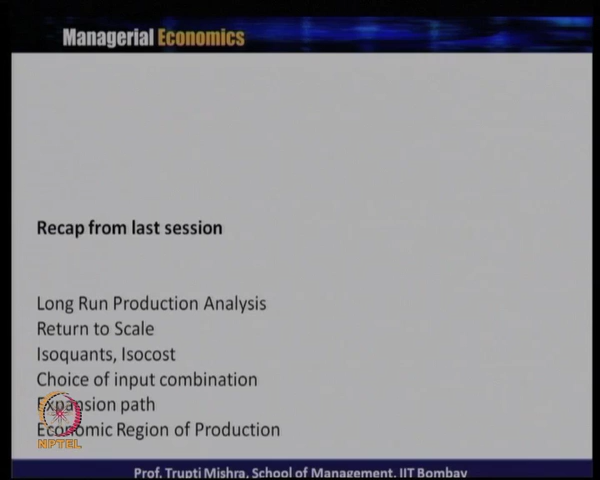 Managerial Economics
Recap from last session
Long Run Production Analysis
Return to Scale
Isoquants, Isocost
Choice of input combination
Expansion path
Economic Region of Production
NPTEL
Prof. Trupti Mishra, School of Management, IIT Bombay